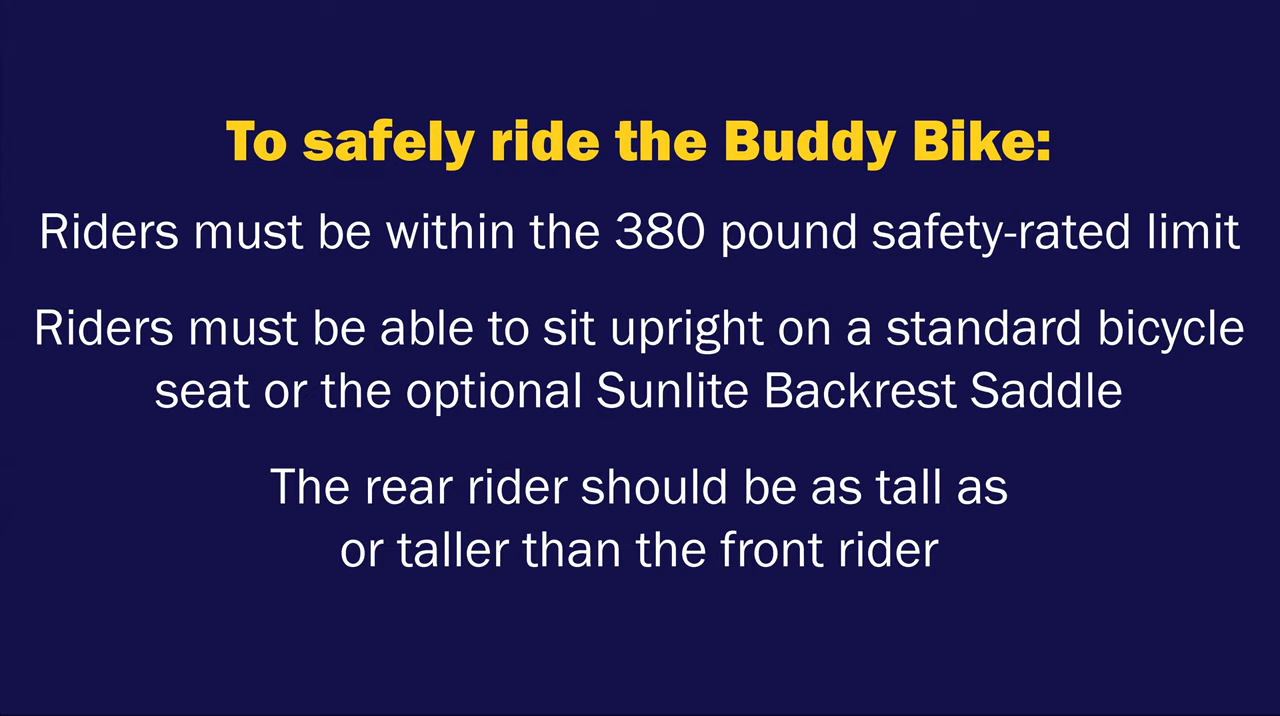 To safely ride the Buddy Bike:
Riders must be within the 380 pound safety-rated limit
Riders must be able to sit upright on a standard bicycle
seat or the optional Sunlite Backrest Saddle
The rear rider should be as tall as
or taller than the front rider